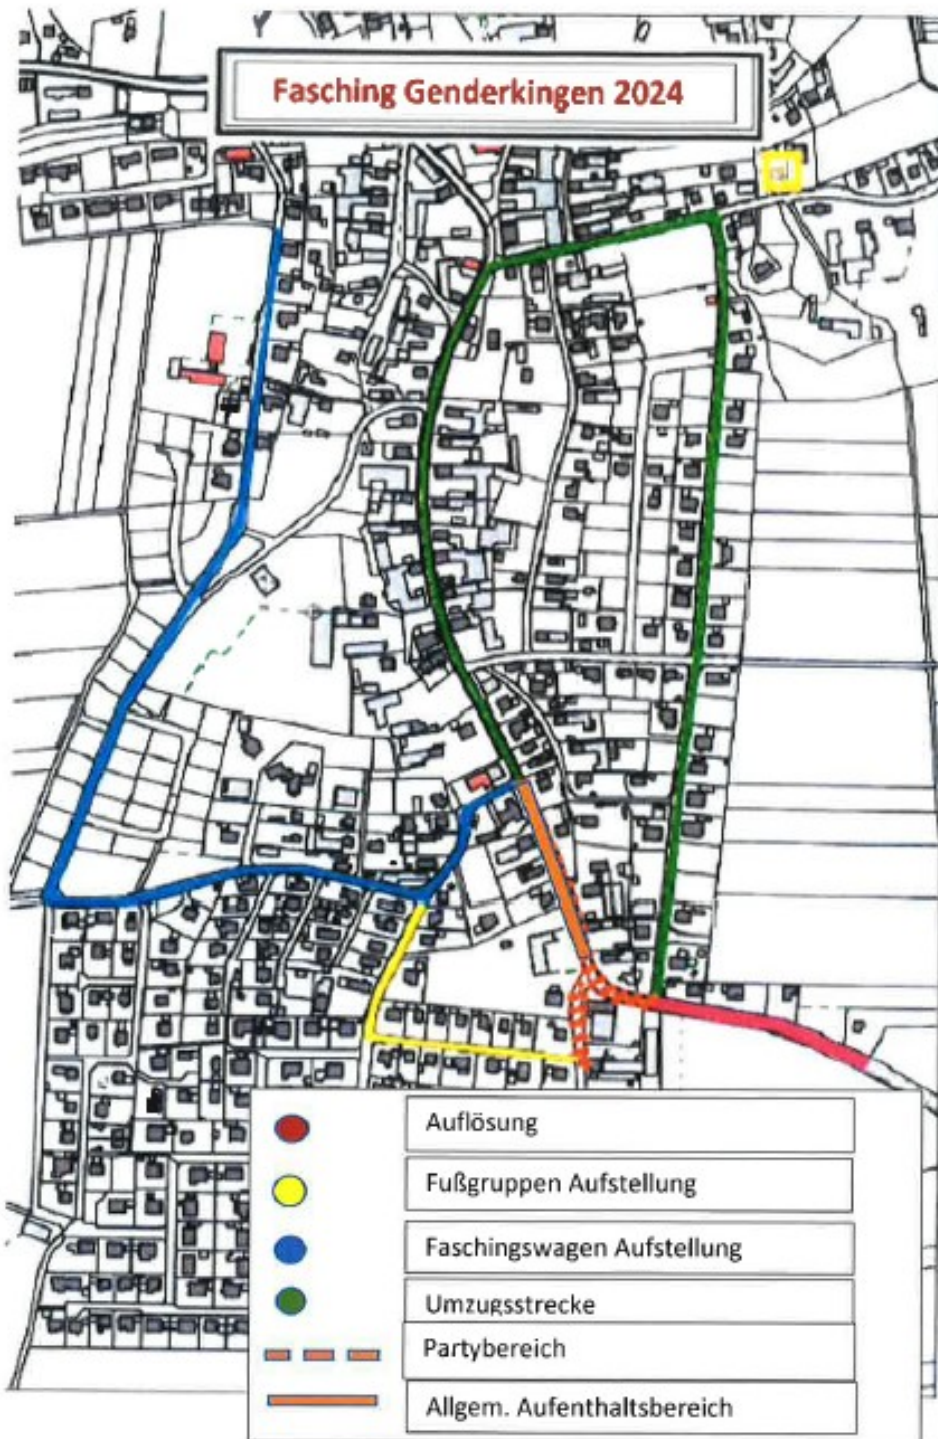 Fasching Genderkingen 2024
Auflösung
Fußgruppen Aufstellung
Faschingswagen Aufstellung
Umzugsstrecke
Partybereich
Allgem. Aufenthaltsbereich